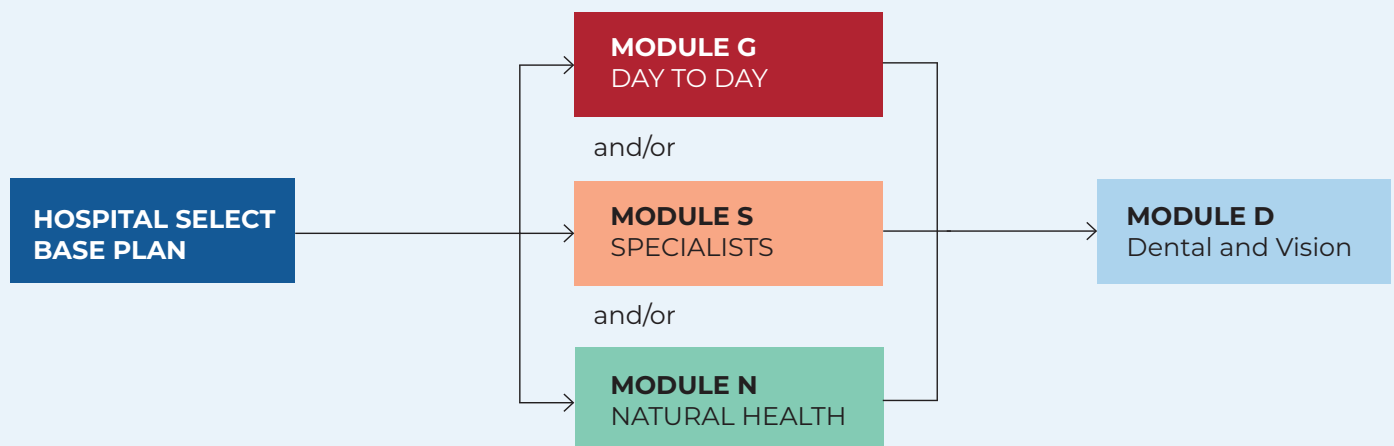 MODULE G
DAY TO DAY
and/or
HOSPITAL SELECT
BASE PLAN
MODULE S
SPECIALISTS
MODULE D
Dental and Vision
and/or
MODULE N
NATURAL HEALTH